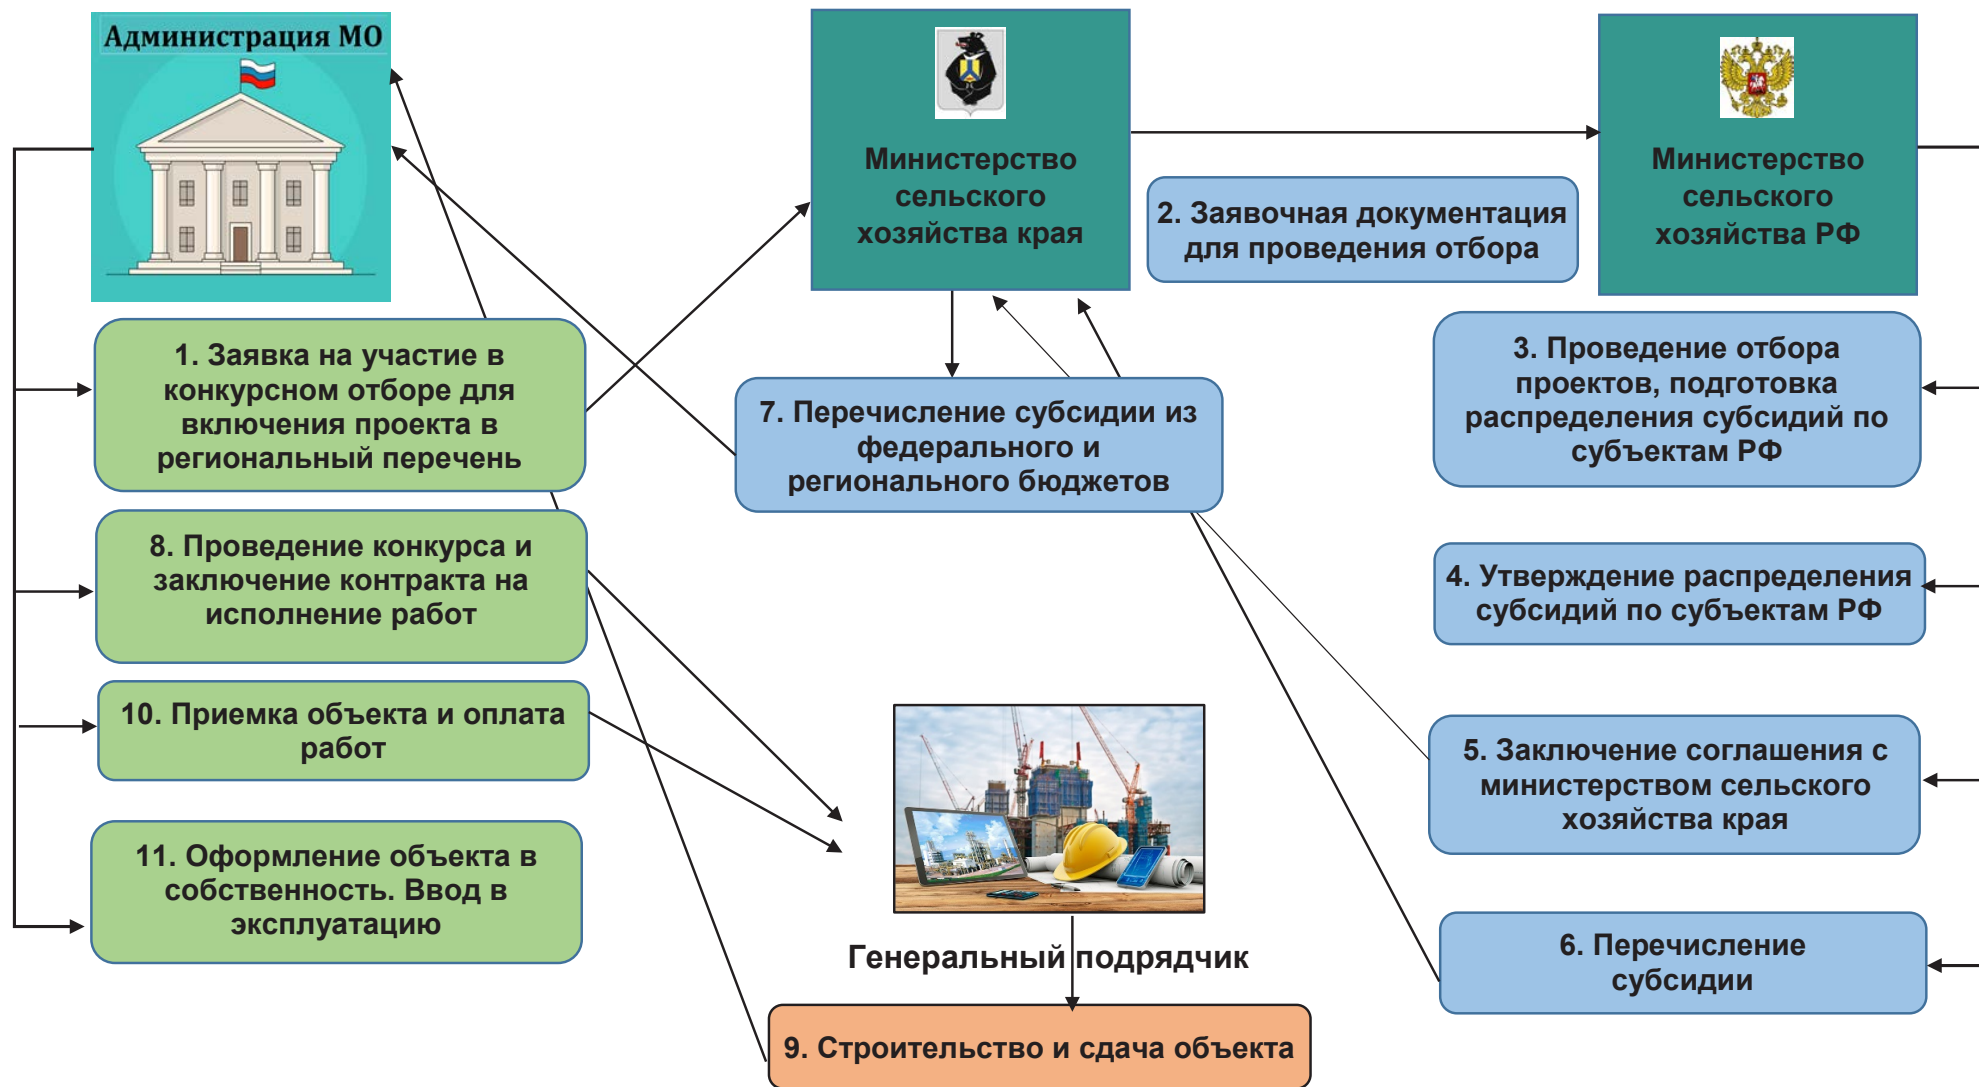 Администрация МО
Министерство
сельского
хозяйства края
Министерство
сельского
хозяйства РФ
2. Заявочная документация
для проведения отбора
1. Заявка на участие в
конкурсном отборе для
включения проекта в
региональный перечень
7. Перечисление субсидии из
федерального и
регионального бюджетов
3. Проведение отбора
проектов, подготовка
распределения субсидий по
субъектам РФ
8. Проведение конкурса и
заключение контракта на
исполнение работ
4. Утверждение распределения
субсидий по субъектам РФ
10. Приемка объекта и оплата
работ
5. Заключение соглашения с
министерством сельского
хозяйства края
11. Оформление объекта в
собственность. Ввод в
эксплуатацию
Генеральный подрядчик
6. Перечисление
субсидии
9. Строительство и сдача объекта